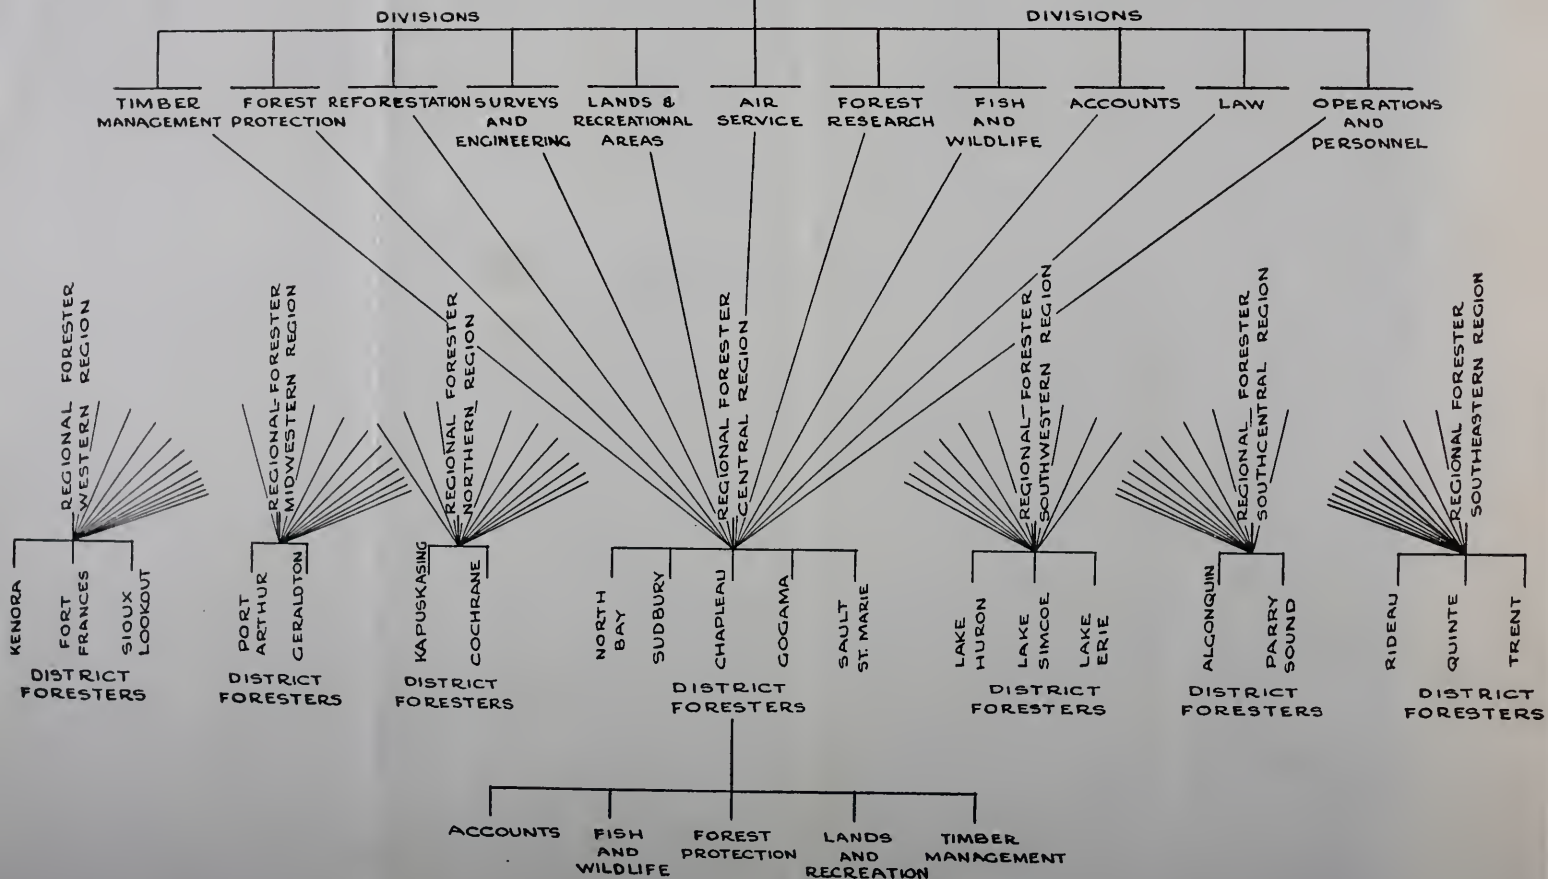 DIVISIONS
DIVISIONS
TIMBER
MANAGEMENT
FOREST
PROTECTION
REFORESTATION
SURVEYS
AND
ENGINEERING
LANDS &
RECREATIONAL
AREAS
AIR
SERVICE
FOREST
RESEARCH
FISH
AND
WILDLIFE
ACCOUNTS
LAW
OPERATIONS
AND
PERSONNEL
REGIONAL FORESTER
WESTERN REGION
REGIONAL FORESTER
MIDWESTERN REGION
REGIONAL FORESTER
NORTHERN REGION
REGIONAL FORESTER
CENTRAL REGION
REGIONAL FORESTER
SOUTHWESTERN REGION
REGIONAL FORESTER
SOUTHCENTRAL REGION
REGIONAL FORESTER
SOUTHEASTERN REGION
KENORA
FORT
FRANCES
SIOUX
LOOKOUT
DISTRICT
FORESTERS
PORT
ARTHUR
GERALDTON
DISTRICT
FORESTERS
KAPUSKASING
COCHRANE
DISTRICT
FORESTERS
NORTH
BAY
SUDBURY
CHAPLEAU
GOGAMA
SAULT
ST. MARIE
DISTRICT
FORESTERS
LAKE
HURON
LAKE
SIMCOE
LAKE
ERIE
DISTRICT
FORESTERS
ALGONQUIN
PARRY
SOUND
DISTRICT
FORESTERS
RIDEAU
QUINTE
TRENT
DISTRICT
FORESTERS
ACCOUNTS
FISH
AND
WILDLIFE
FOREST
PROTECTION
LANDS
AND
RECREATION
TIMBER
MANAGEMENT